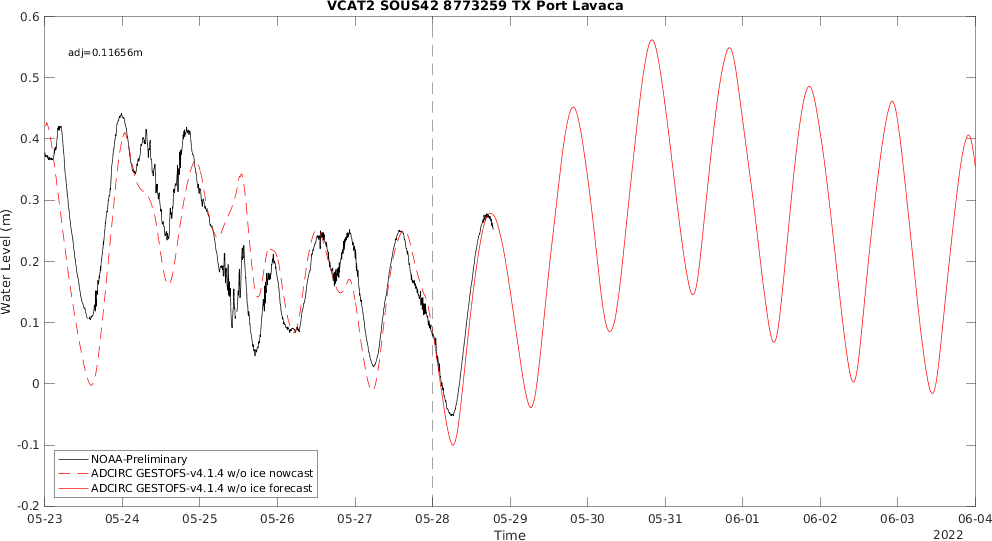 VCAT2 SOUS42 8773259 TX Port Lavaca
adj=0.11656m
Water Level (m)
0.6
0.5
0.4
0.3
0.2
0.1
0
-0.1
-0.2
NOAA-Preliminary
ADCIRC GESTOFS-v4.1.4 w/o ice nowcast
ADCIRC GESTOFS-v4.1.4 w/o ice forecast
05-23 05-24 05-25 05-26 05-27 05-28 05-29 05-30 05-31 06-01 06-02 06-03 06-04
Time
2022